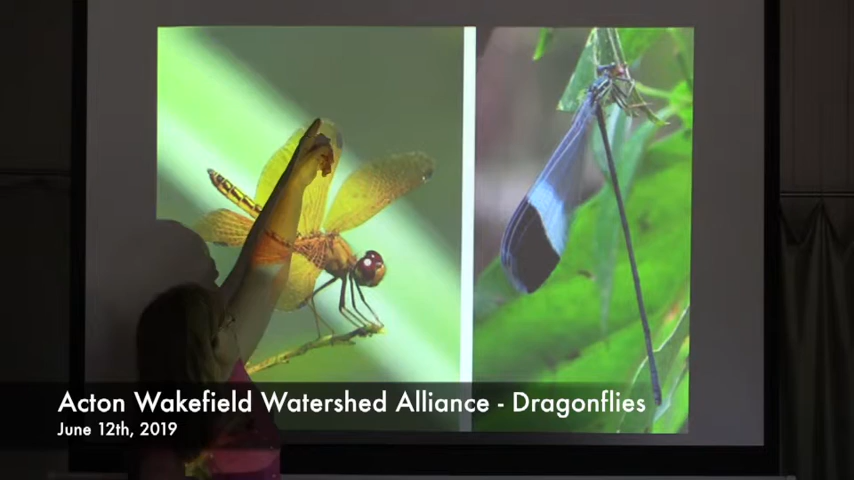 Acton Wakefield Watershed Alliance - Dragonflies
June 12th, 2019